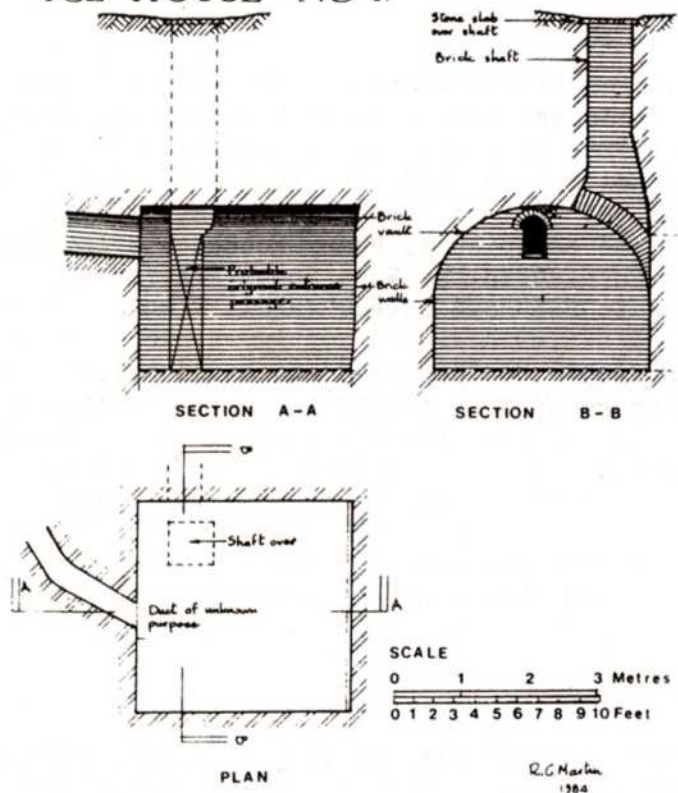 ICE HOUSE NO
Stone slab
over shaft
Brick shaft
Brick
vault
Probable
original entrance
passage
Brick
walls
SECTION A-A
SECTION B-B
B
Shaft over
A
Duct of unknown
purpose
A
B
PLAN
SCALE
0 1 2 3 Metres
0 1 2 3 4 5 6 7 8 9 10 Feet
R.C Martin
1984